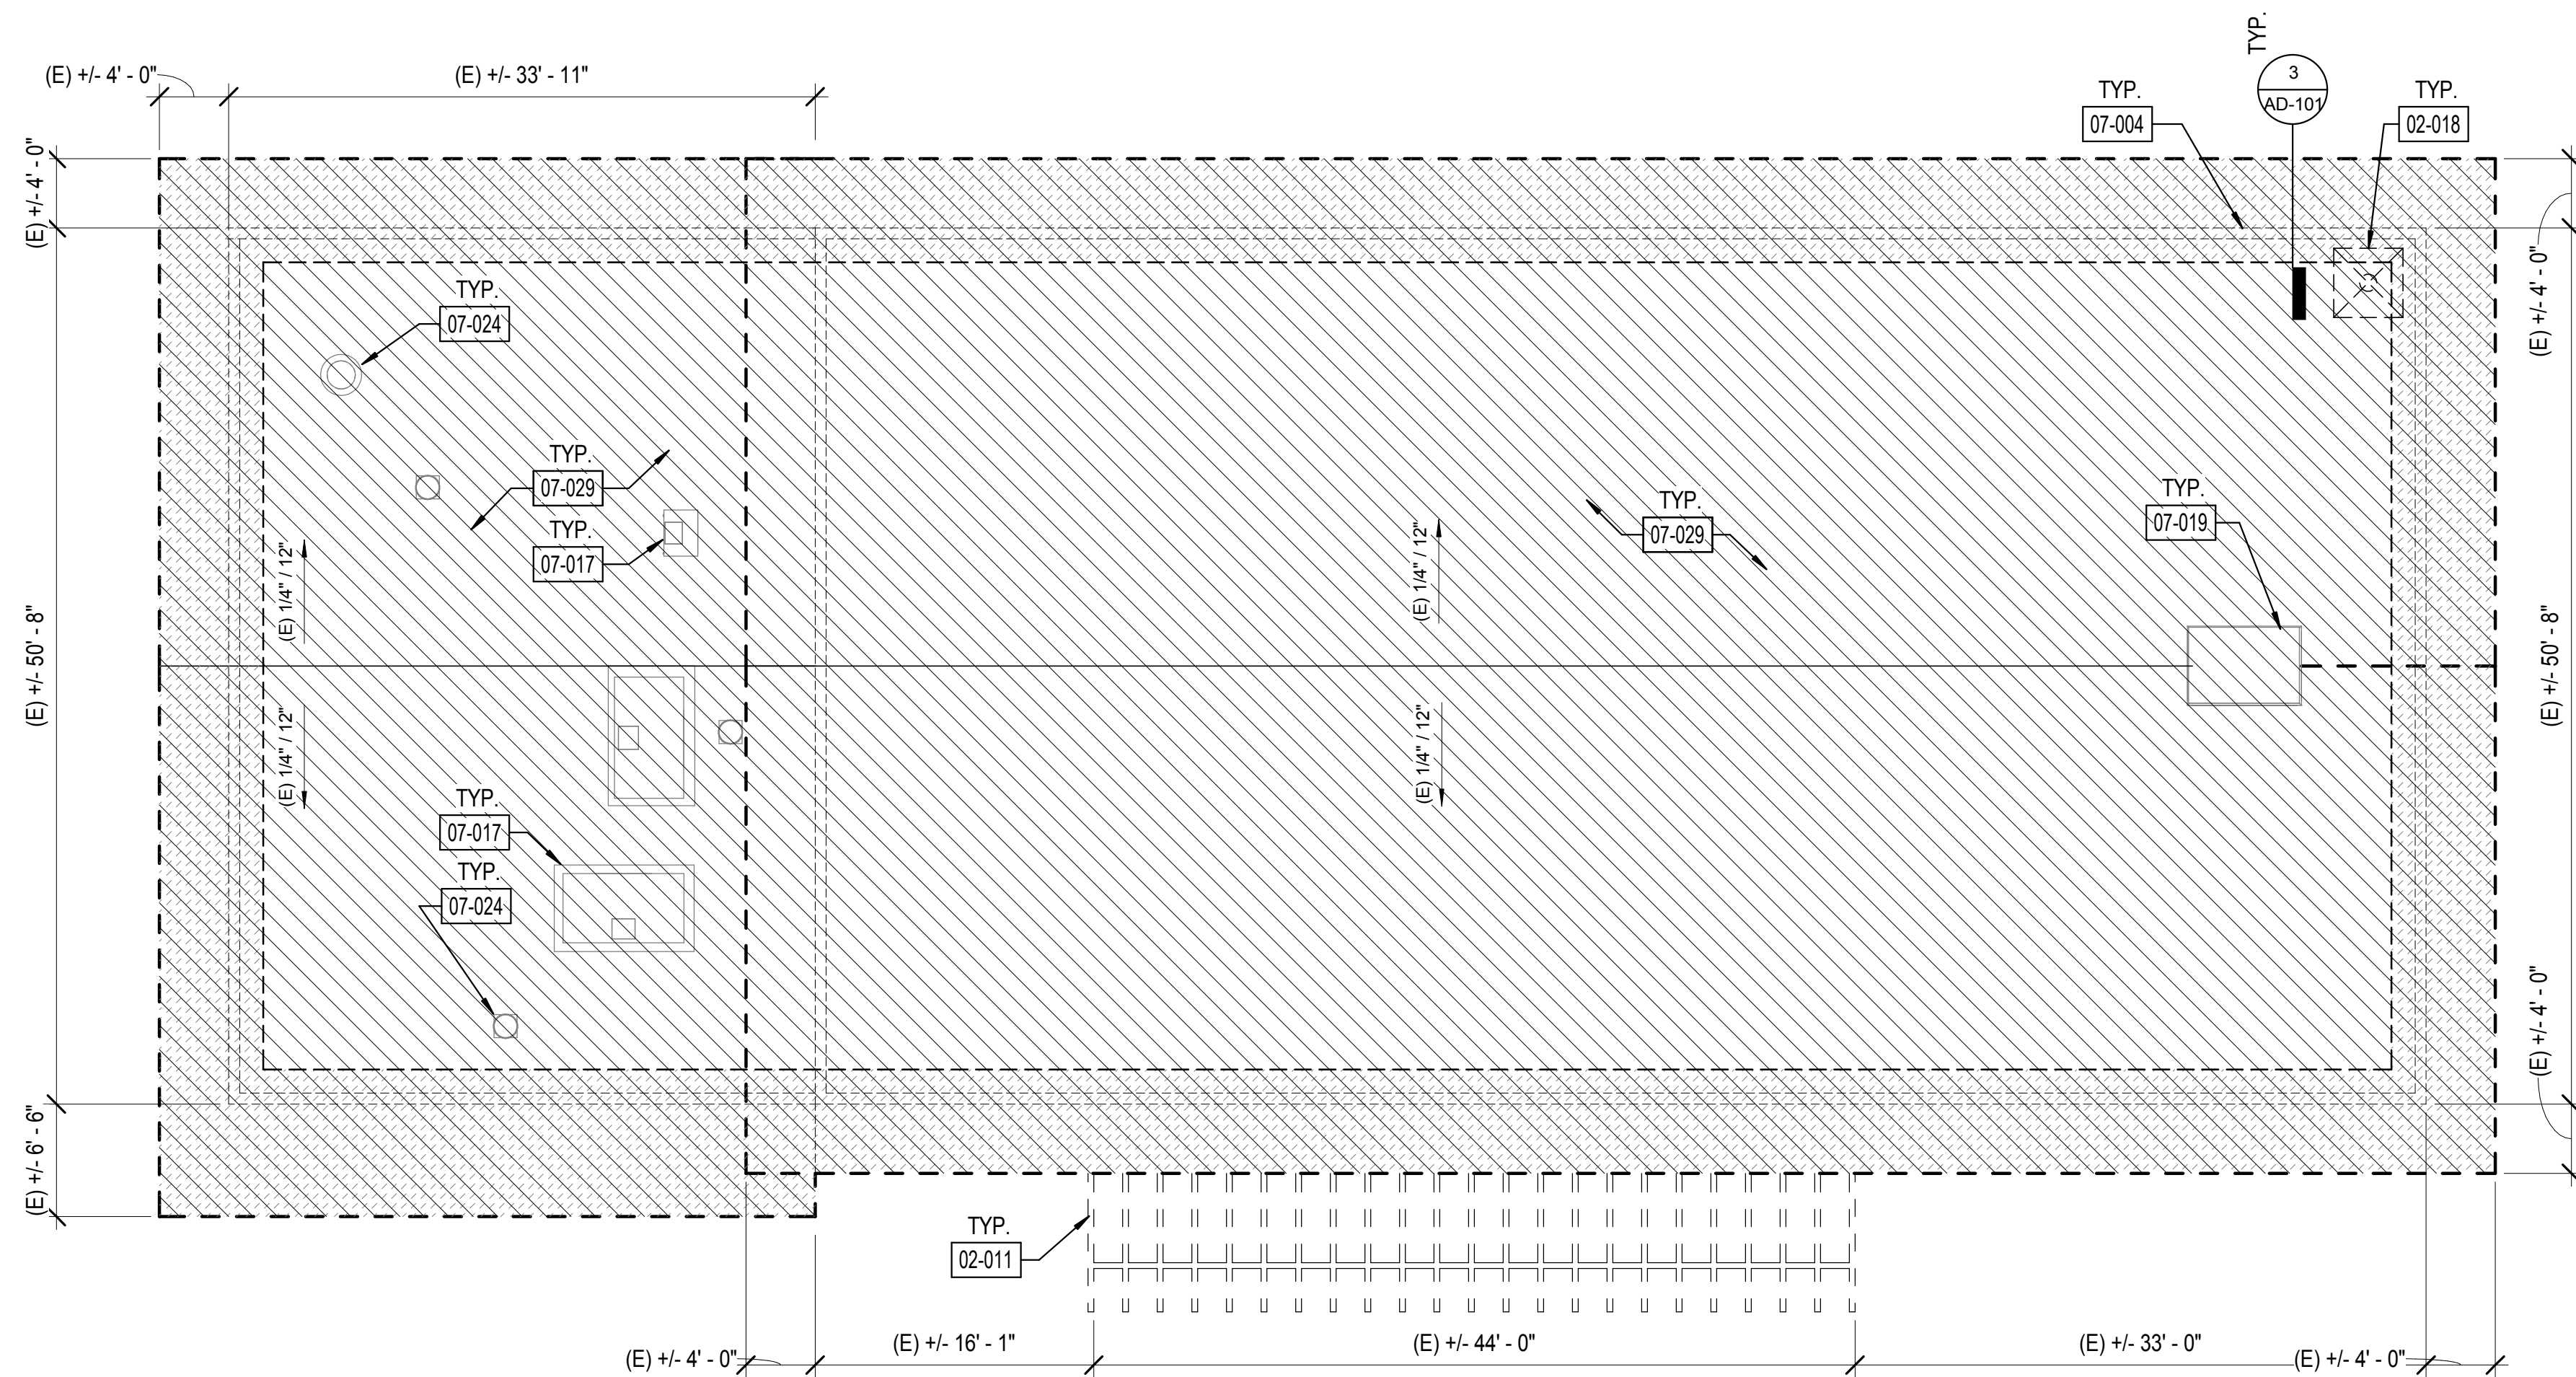 TYP.
(E) +/- 4' - 0"
(E) +/- 33' - 11"
3
AD-101
TYP.
07-004
TYP.
02-018
(E) +/- 4' - 0"
(E) +/- 4' - 0"
TYP.
07-024
TYP.
07-029
TYP.
07-017
TYP.
07-029
TYP.
07-019
(E) 1/4" / 12"
(E) 1/4" / 12"
(E) +/- 50' - 8"
(E) +/- 50' - 8"
(E) 1/4" / 12"
(E) 1/4" / 12"
TYP.
07-017
TYP.
07-024
(E) +/- 4' - 0"
(E) +/- 6' - 6"
TYP.
02-011
(E) +/- 4' - 0"
(E) +/- 16' - 1"
(E) +/- 44' - 0"
(E) +/- 33' - 0"
(E) +/- 4' - 0"